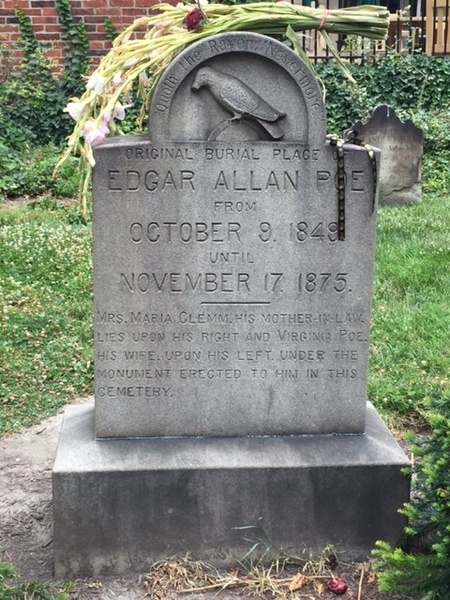 Quoth the Raven, Nevermore
ORIGINAL BURIAL PLACE OF
EDGAR ALLAN POE
FROM
OCTOBER 9, 1849
UNTIL
NOVEMBER 17, 1875.
MRS. MARIA CLEMM, HIS MOTHER-IN-LAW,
LIES UPON HIS RIGHT AND VIRGINIA POE,
HIS WIFE, UPON HIS LEFT, UNDER THE
MONUMENT ERECTED TO HIM IN THIS
CEMETERY.